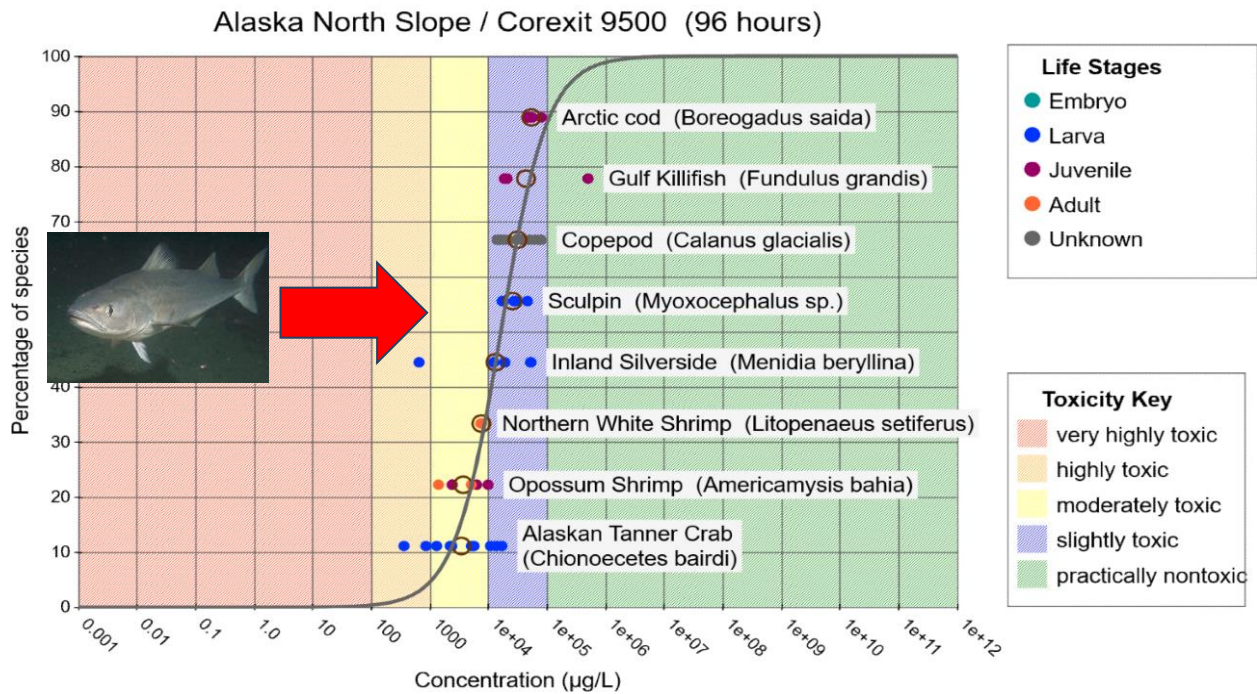 Alaska North Slope / Corexit 9500 (96 hours)
100
90
80
70
40
30
20
10
0
Percentage of species
Arctic cod (Boreogadus saida)
Gulf Killifish (Fundulus grandis)
Copepod (Calanus glacialis)
Sculpin (Myoxocephalus sp.)
Inland Silverside (Menidia beryllina)
Northern White Shrimp (Litopenaeus setiferus)
Opossum Shrimp (Americamysis bahia)
Alaskan Tanner Crab
(Chionoecetes bairdi)
0.001
0.01
0.1
1.0
10
100
1000
1e+04
1e+05
1e+06
1e+07
1e+08
1e+09
1e+10
1e+11
1e+12
Concentration (µg/L)
Life Stages
Embryo
Larva
Juvenile
Adult
Unknown
Toxicity Key
very highly toxic
highly toxic
moderately toxic
slightly toxic
practically nontoxic